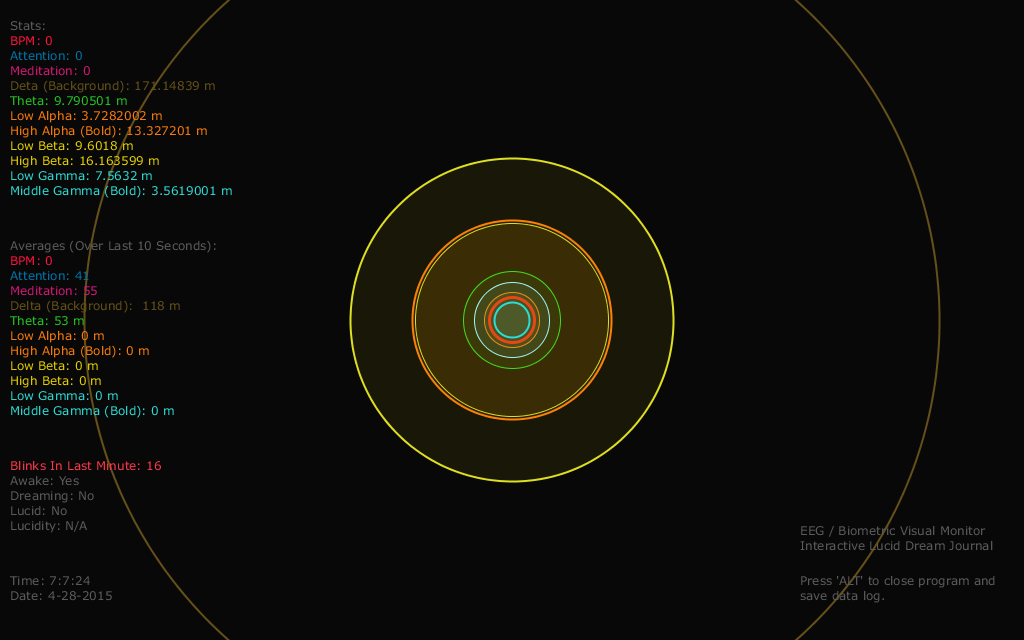 Stats:
BPM: 0
Attention: 0
Meditation: 0
Deta (Background): 171.14839 m
Theta: 9.790501 m
Low Alpha: 3.7282002 m
High Alpha (Bold): 13.327201 m
Low Beta: 9.6018 m
High Beta: 16.163599 m
Low Gamma: 7.5632 m
Middle Gamma (Bold): 3.5619001 m
Averages (Over Last 10 Seconds):
BPM: 0
Attention: 41
Meditation: 55
Delta (Background): 118 m
Theta: 53 m
Low Alpha: 0 m
High Alpha (Bold): 0 m
Low Beta: 0 m
High Beta: 0 m
Low Gamma: 0 m
Middle Gamma (Bold): 0 m
Blinks In Last Minute: 16
Awake: Yes
Dreaming: No
Lucid: No
Lucidity: N/A
Time: 7:7:24
Date: 4-28-2015
EEG / Biometric Visual Monitor
Interactive Lucid Dream Journal
Press 'ALT' to close program and
save data log.